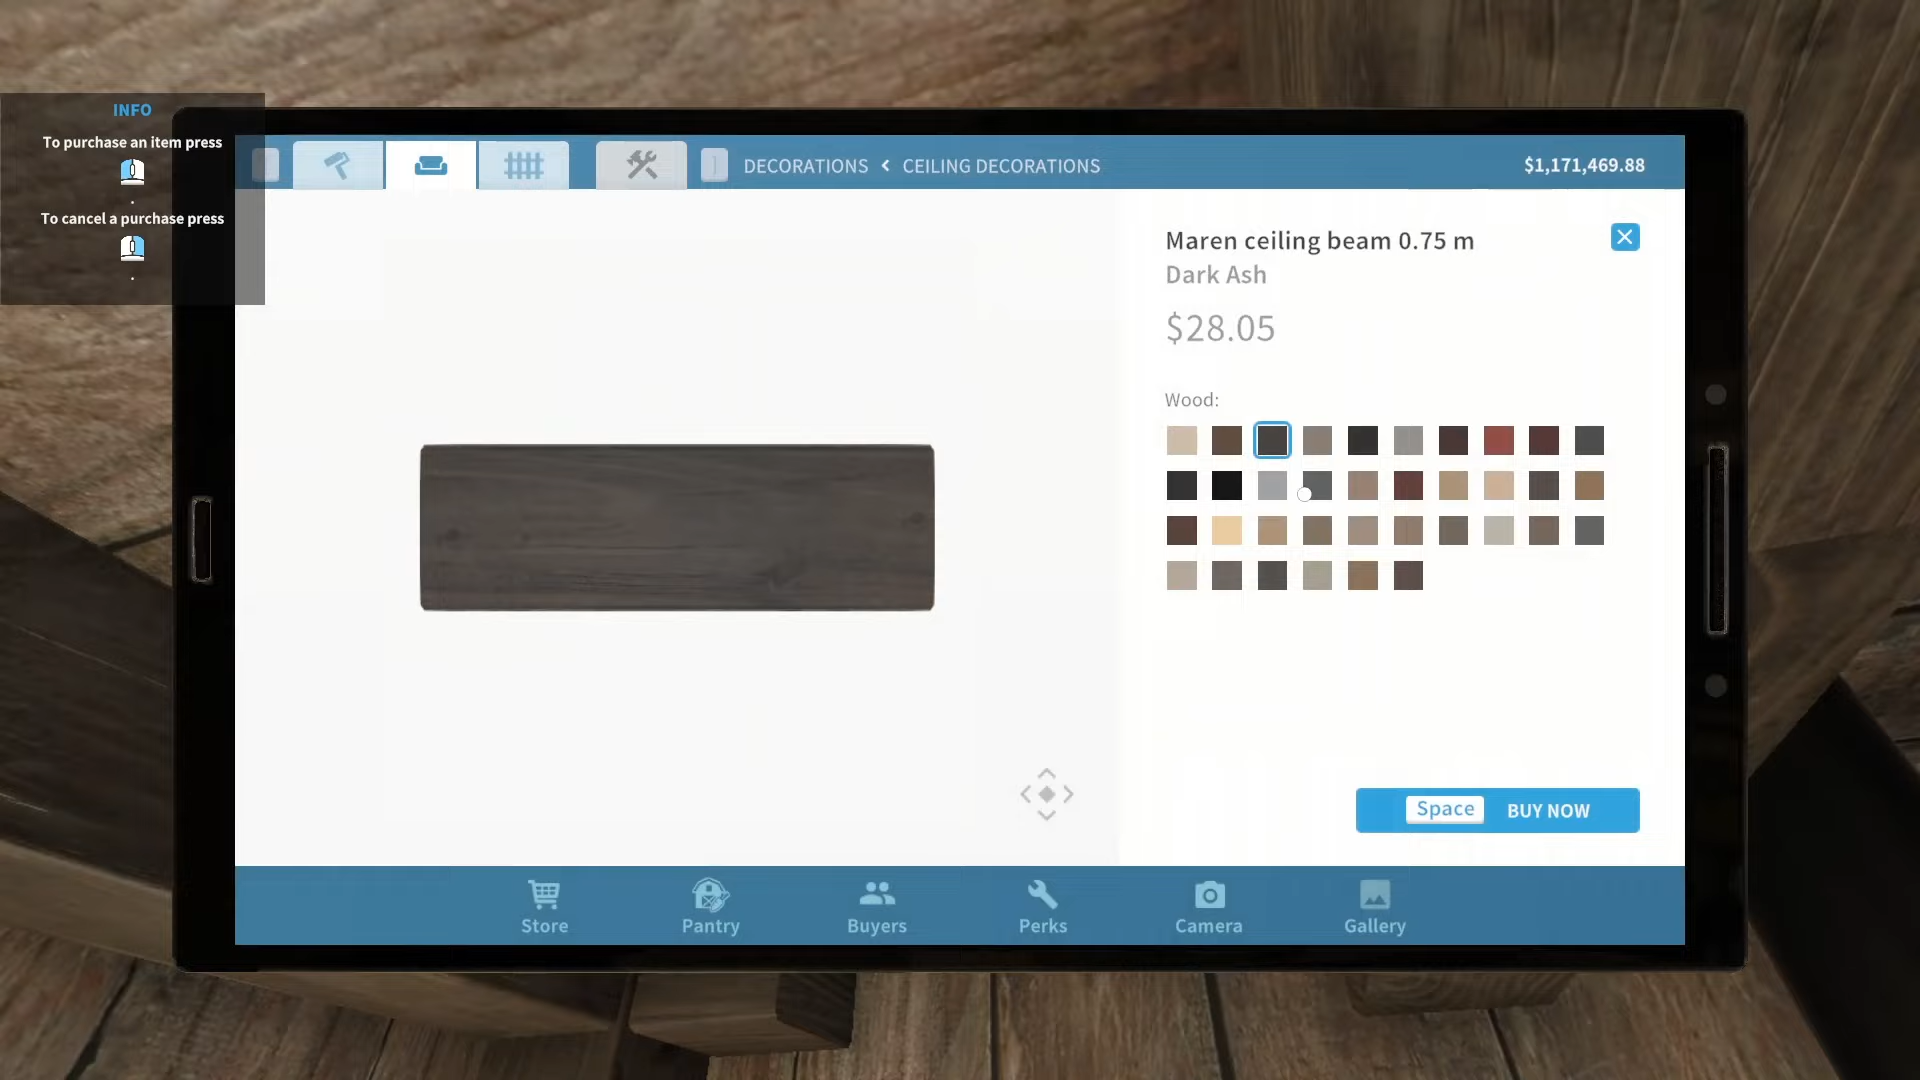 INFO
To purchase an item press
.
To cancel a purchase press
.
DECORATIONS < CEILING DECORATIONS
$1,171,469.88
Maren ceiling beam 0.75 m
Dark Ash
$28.05
Wood:
Space BUY NOW
Store Pantry Buyers Perks Camera Gallery